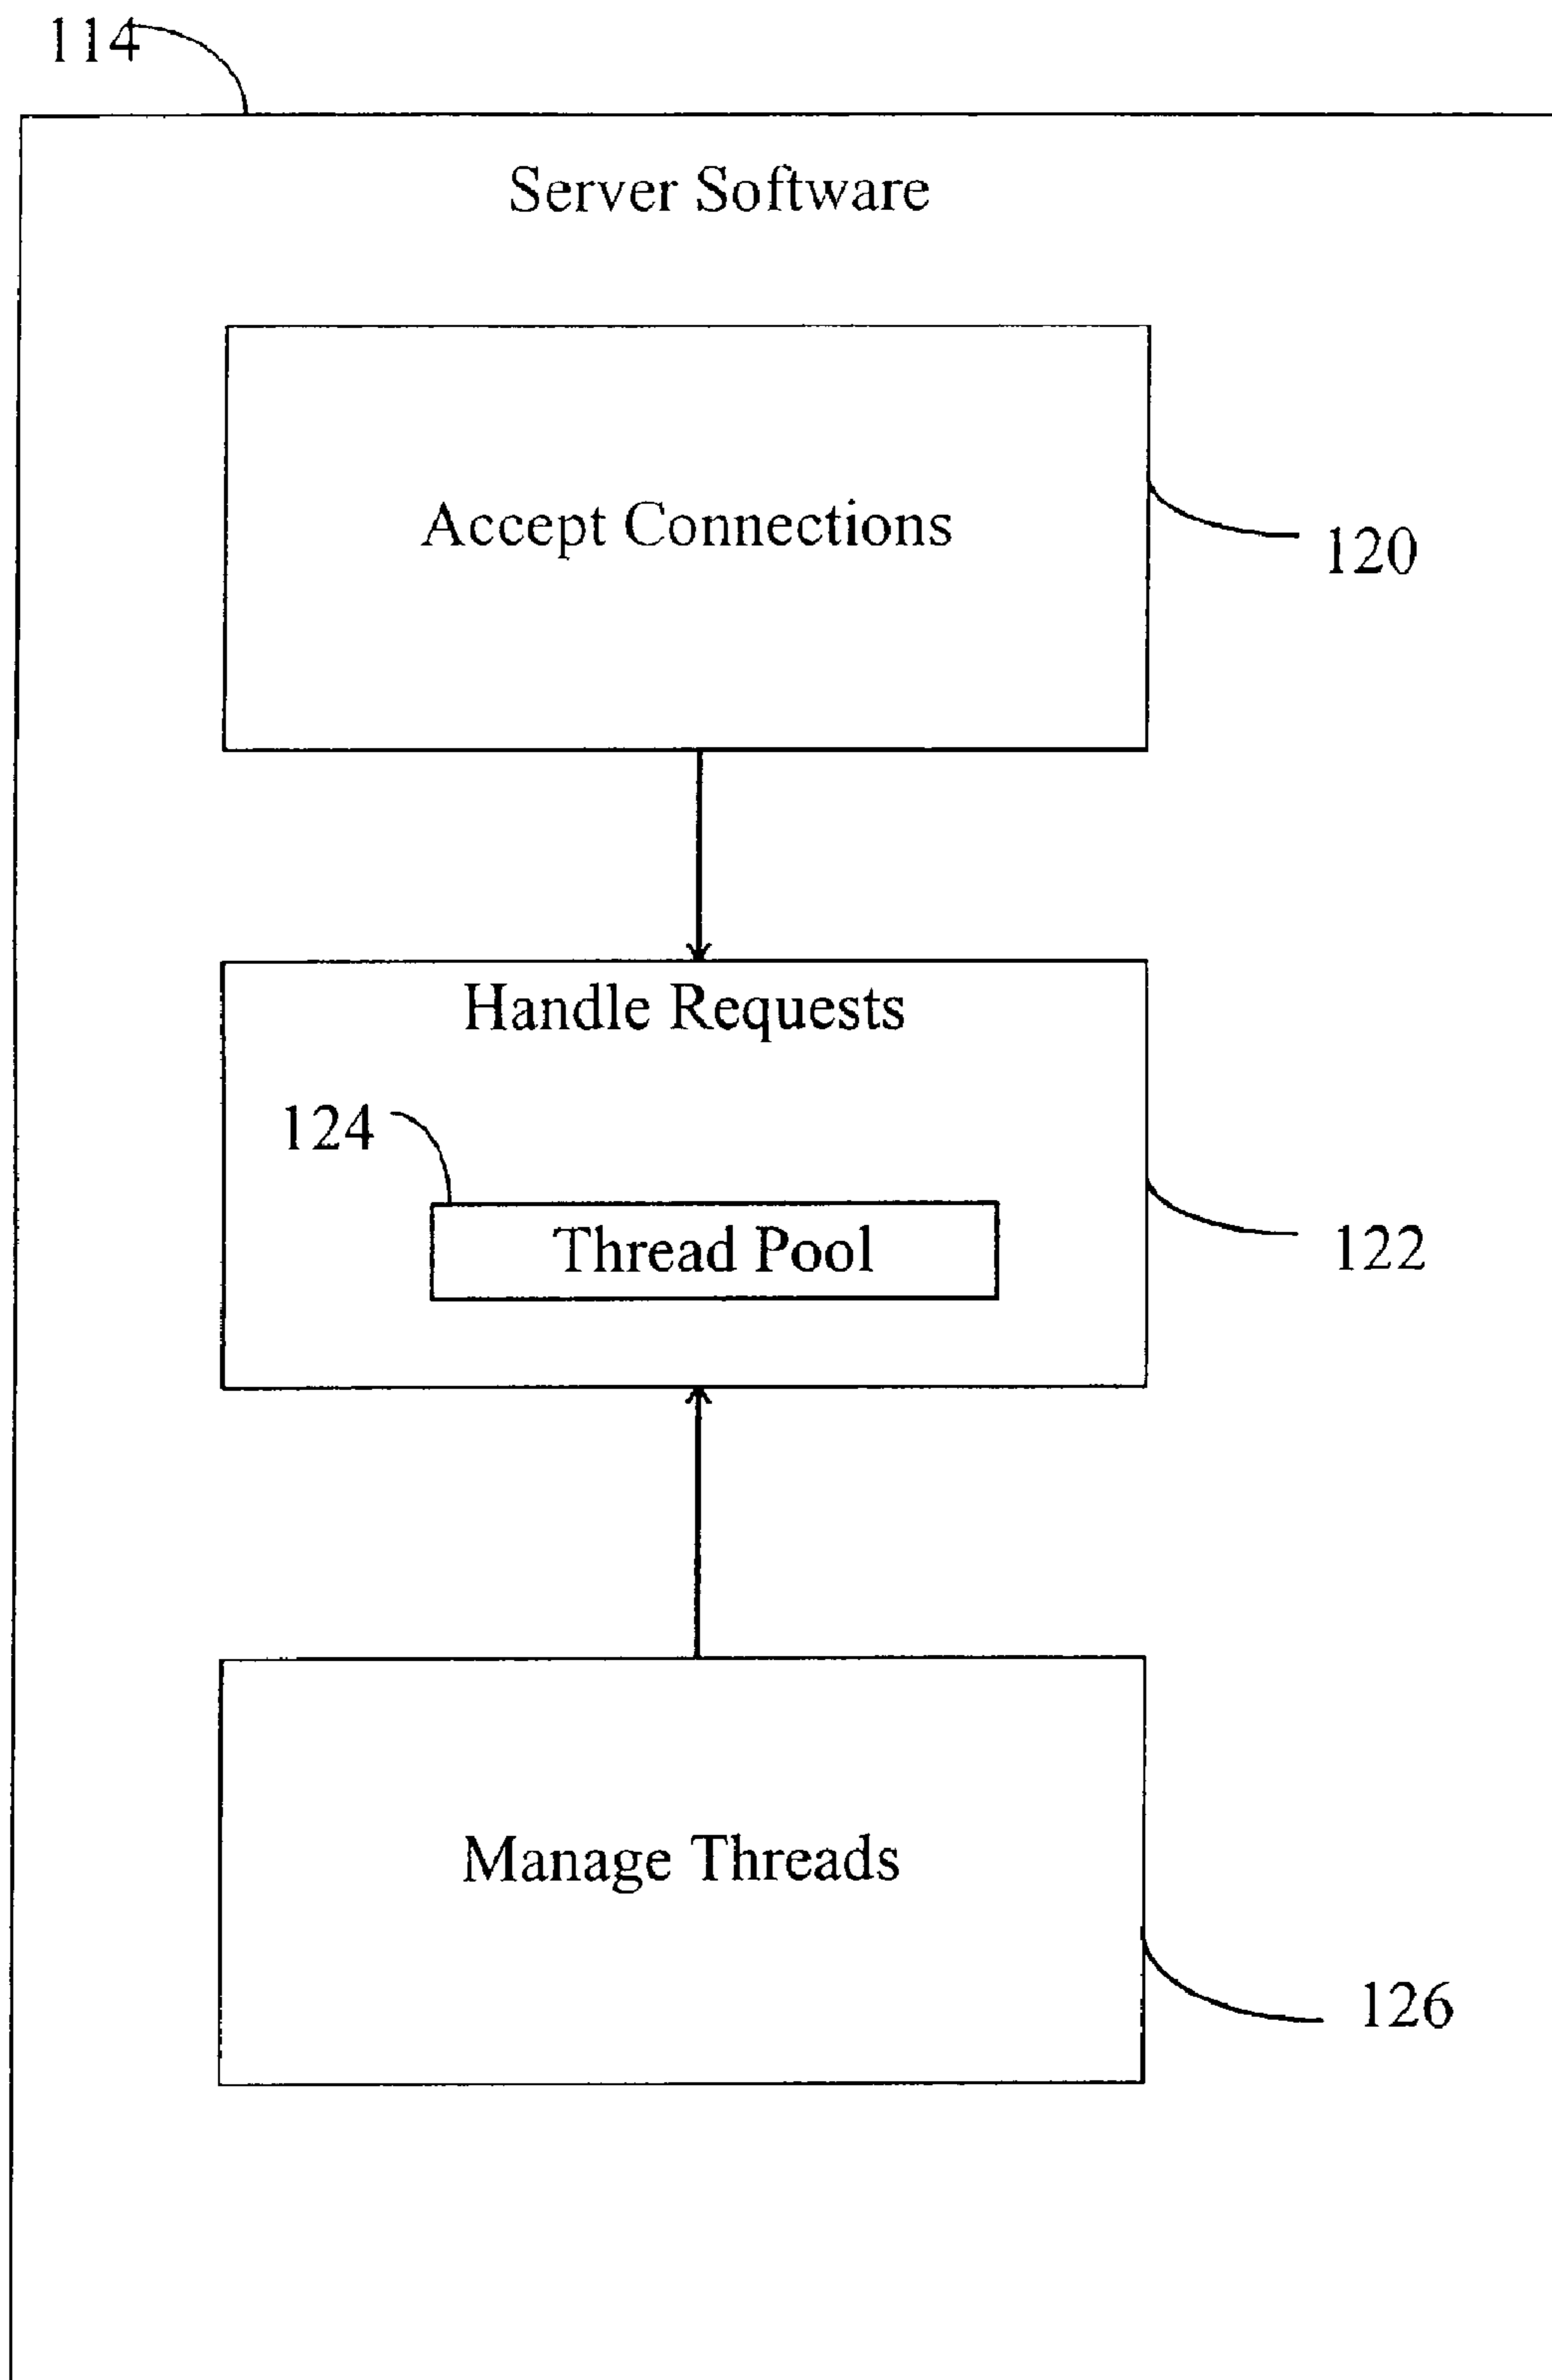 114
Server Software
Accept Connections
120
Handle Requests
124
Thread Pool
122
Manage Threads
126